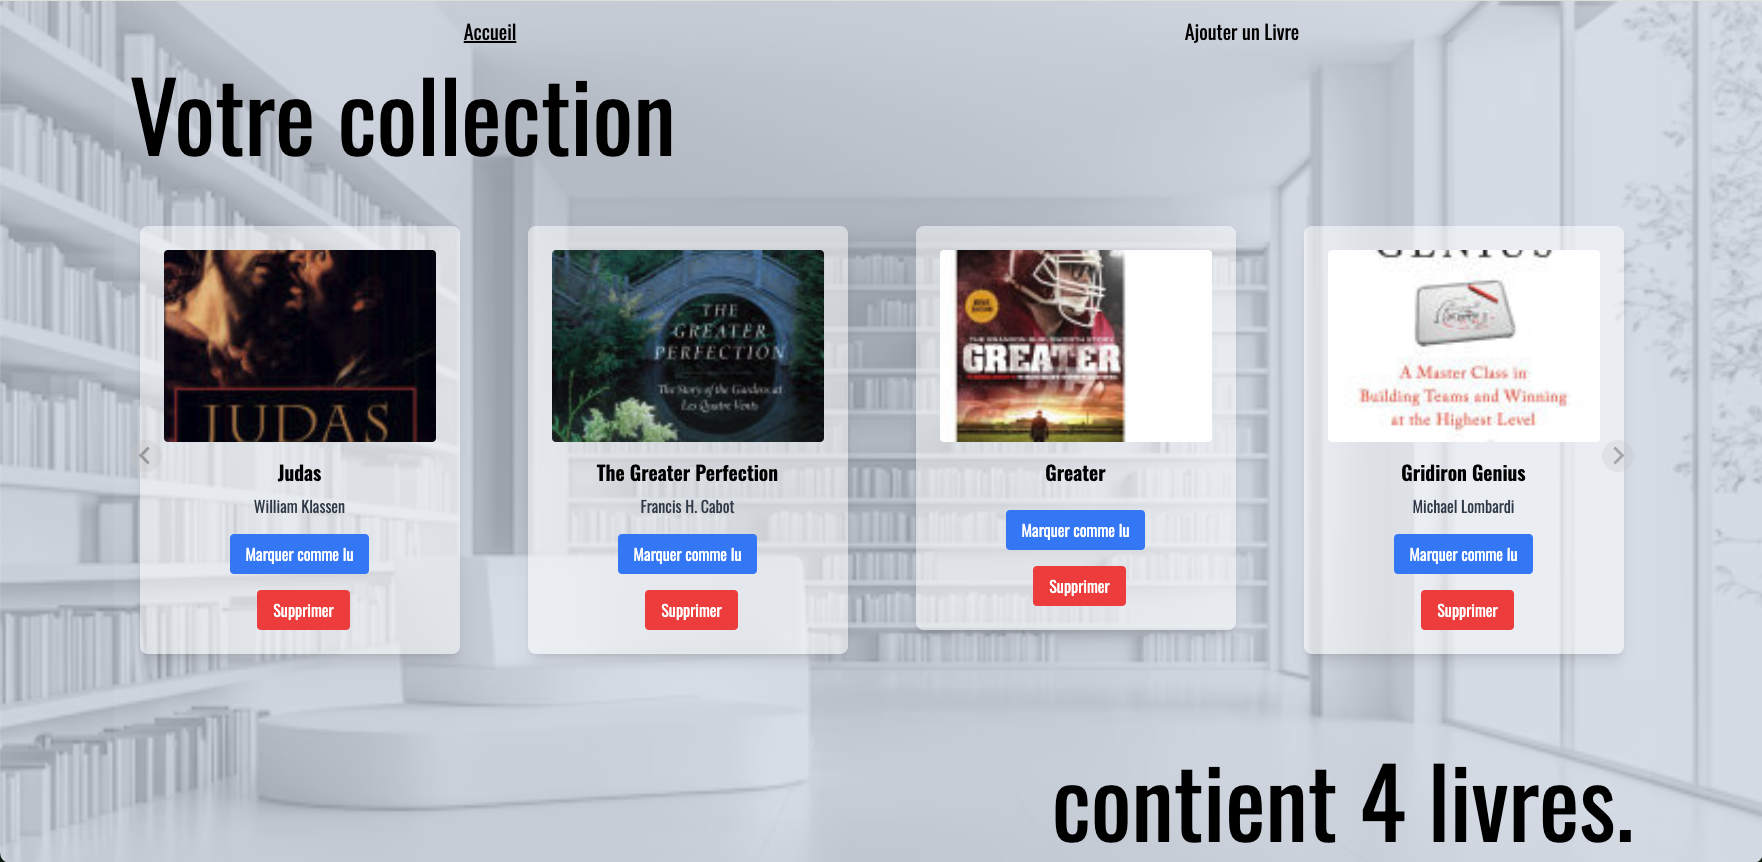 Accueil
Ajouter un Livre
Votre collection
JUDAS
Judas
William Klassen
Marquer comme lu
Supprimer
THE
GREATER
PERFECTION
The Story of the Gardens at
Les Quatre Vents
The Greater Perfection
Francis H. Cabot
Marquer comme lu
Supprimer
GREATER
Greater
Marquer comme lu
Supprimer
GENIUS
A Master Class in
Building Teams and Winning
at the Highest Level
Gridiron Genius
Michael Lombardi
Marquer comme lu
Supprimer
contient 4 livres.